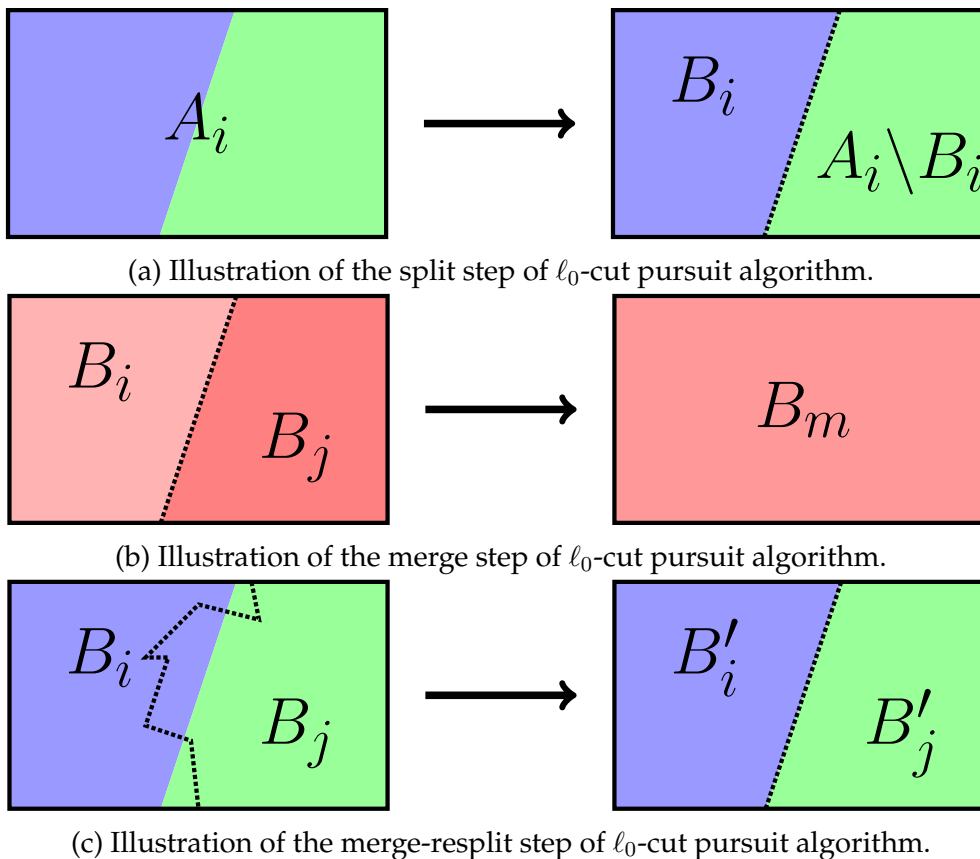 A_i B_i A_i\B_i
(a) Illustration of the split step of ℓ0-cut pursuit algorithm.
B_i B_j B_m
(b) Illustration of the merge step of ℓ0-cut pursuit algorithm.
B_i B_j B'_i B'_j
(c) Illustration of the merge-resplit step of ℓ0-cut pursuit algorithm.